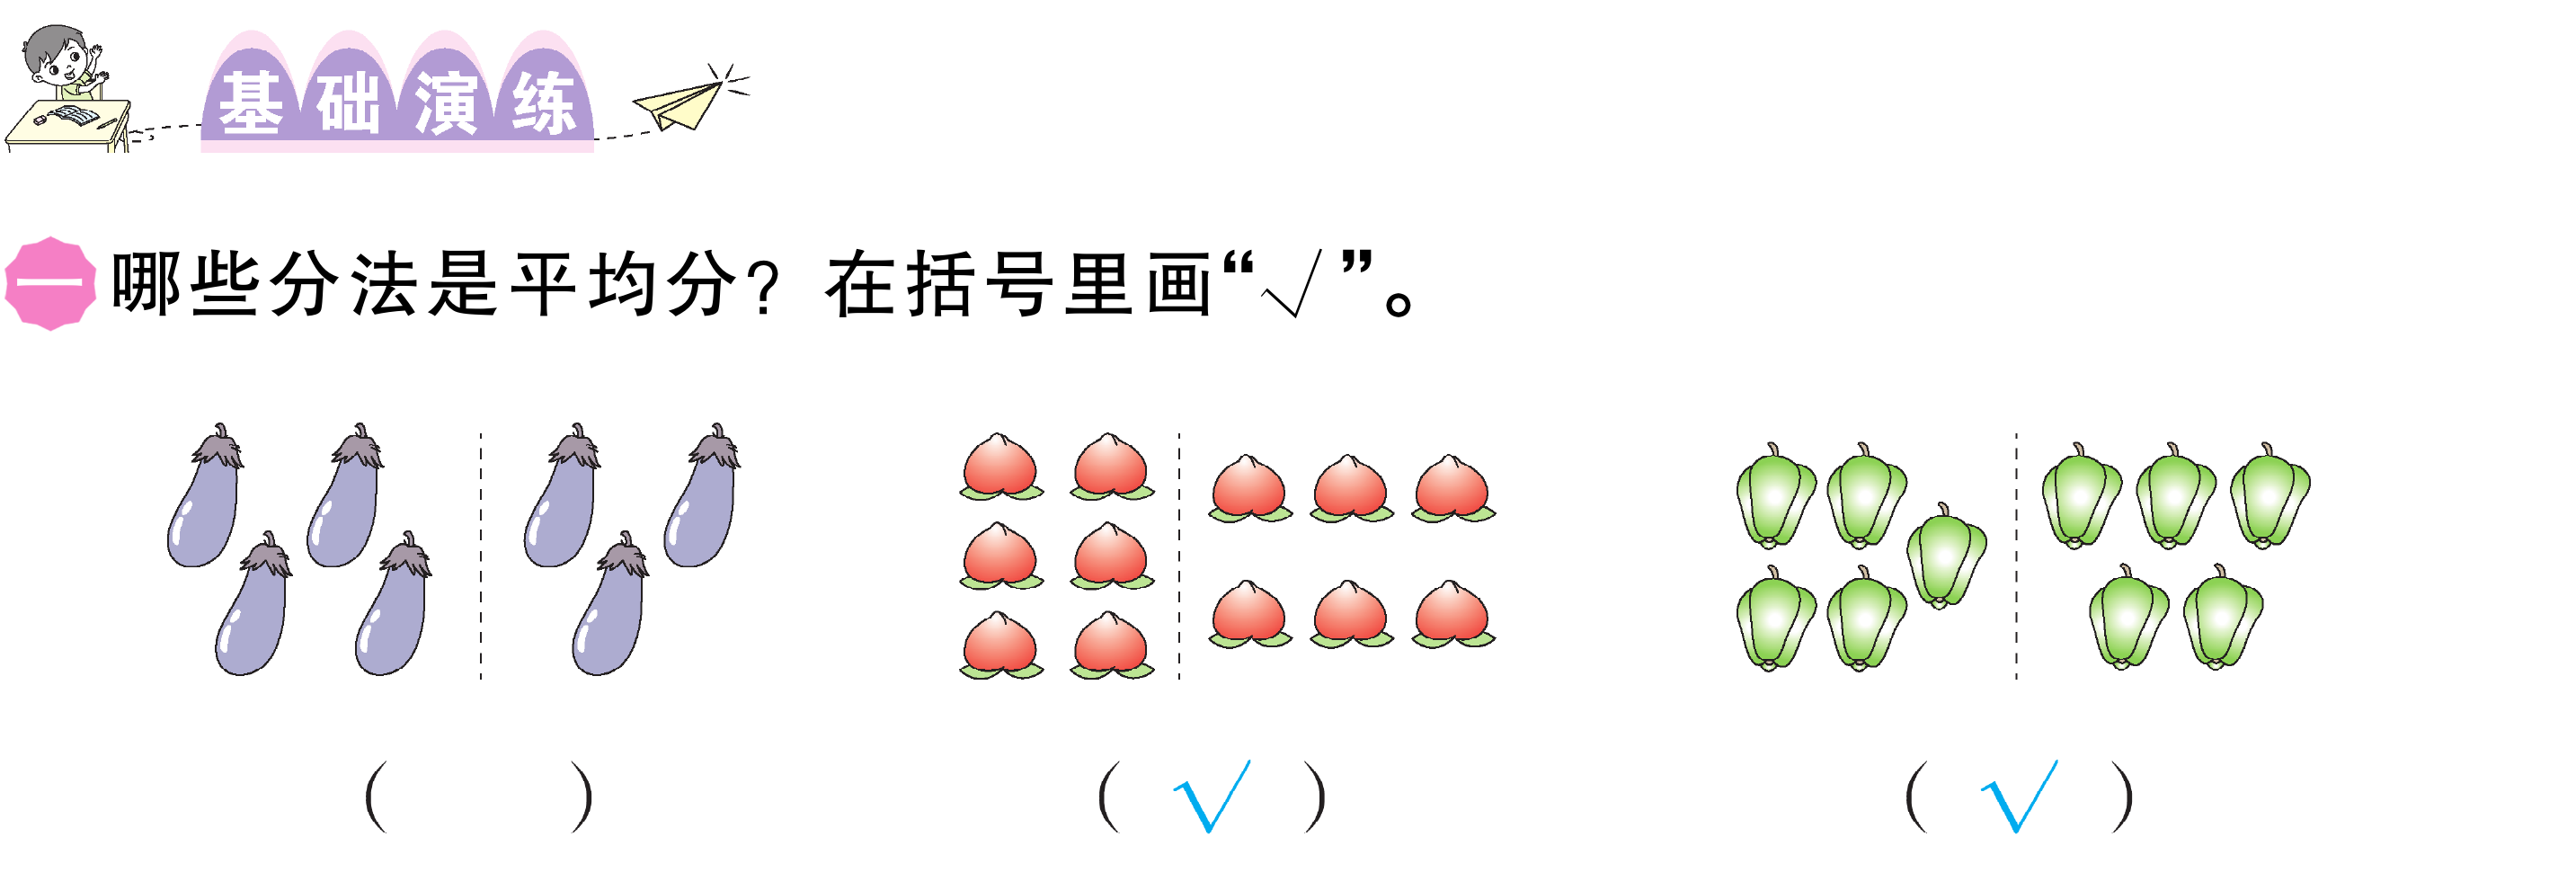 基础演练
一 哪些分法是平均分？在括号里画“√”。
（　　） （ √ ） （ √ ）